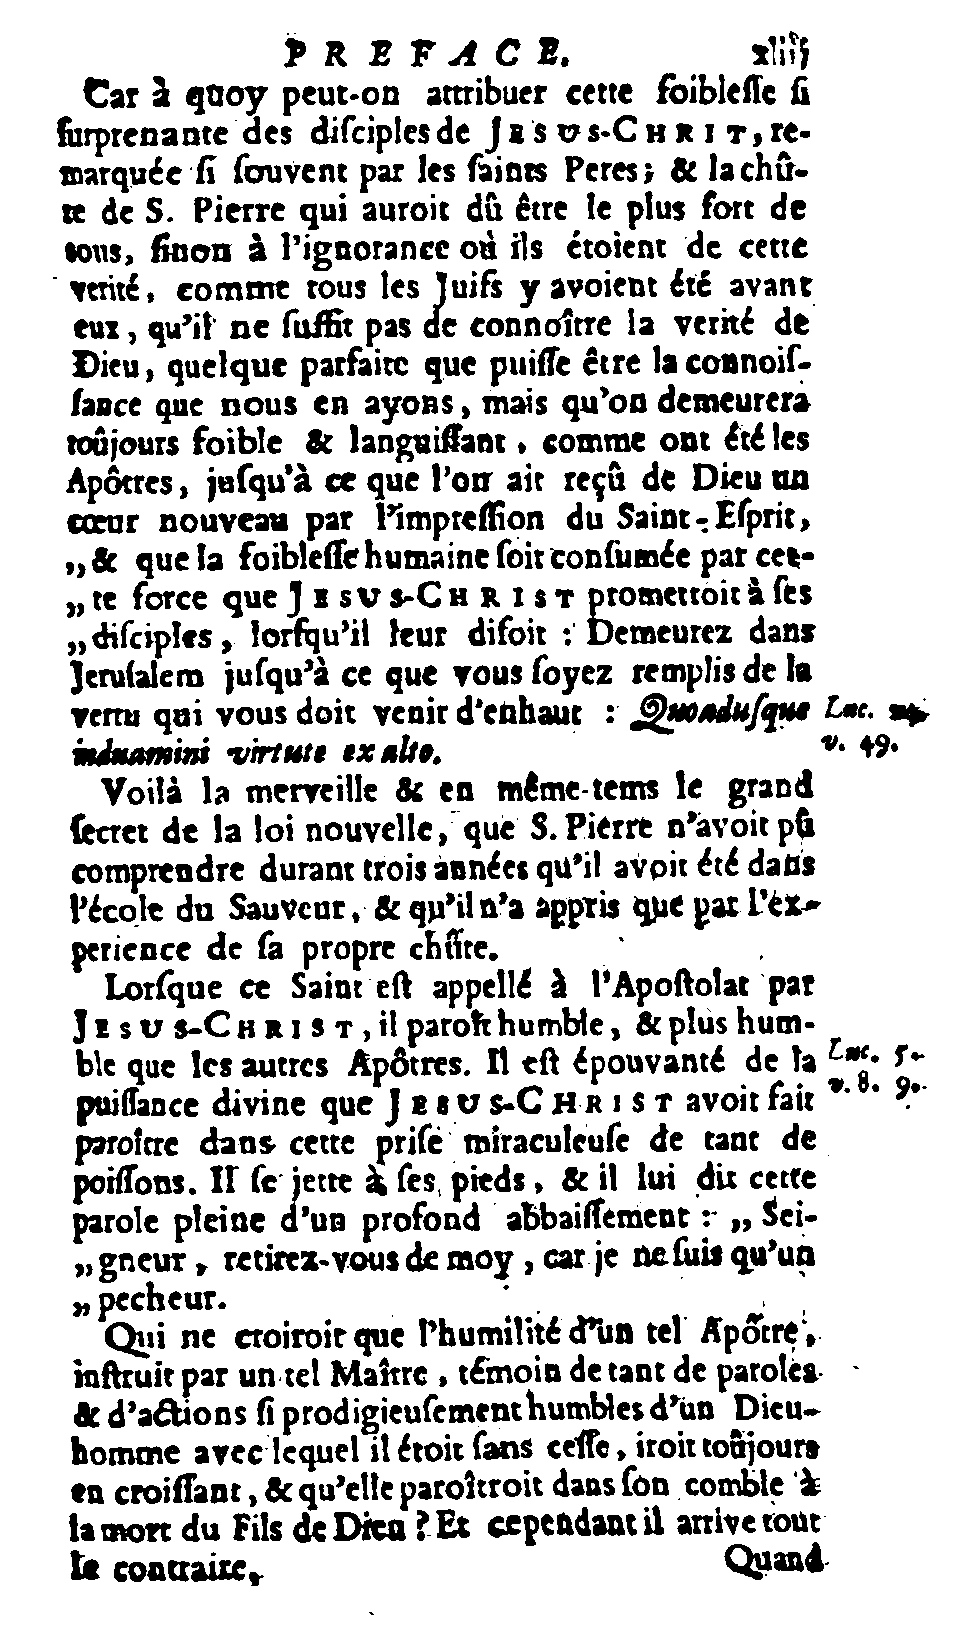 PREFACE. xliij
Car à quoy peut-on attribuer cette foiblesse si
surprenante des disciples de JESUS-CHRIT, re-
marquée si souvent par les saints Peres; & la chû-
te de S. Pierre qui auroit dû être le plus fort de
tous, sinon à l'ignorance où ils étoient de cette
verité, comme tous les Juifs y avoient été avant
eux, qu'il ne suffit pas de connoître la verité de
Dieu, quelque parfaite que puisse être la connois-
sance que nous en ayons, mais qu'on demeurera
toûjours foible & languissant, comme ont été les
Apôtres, jusqu'à ce que l'on ait reçû de Dieu un
cœur nouveau par l'impression du Saint-Esprit,
„& que la foiblesse humaine soit consumée par cet-
„te force que JESUS-CHRIST promettoit à ses
„disciples, lorsqu'il leur disoit : Demeurez dans
Jerusalem jusqu'à ce que vous soyez remplis de la
vertu qui vous doit venir d'enhaut : Quoadusque Luc.
induamini virtute ex alto. v. 49.
Voilà la merveille & en même-tems le grand
secret de la loi nouvelle, que S. Pierre n'avoit pû
comprendre durant trois années qu'il avoit été dans
l'école du Sauveur, & qu'il n'a appris que par l'ex-
perience de sa propre chûte.
Lorsque ce Saint est appellé à l'Apostolat par
JESUS-CHRIST, il paroît humble, & plus hum-
ble que les autres Apôtres. Il est épouvanté de la Luc. 5.
puissance divine que JESUS-CHRIST avoit fait v. 8. 9.
paroître dans cette prise miraculeuse de tant de
poissons. Il se jette à ses pieds, & il lui dit cette
parole pleine d'un profond abbaissement : „ Sei-
„gneur, retirez-vous de moy, car je ne suis qu'un
„pecheur.
Qui ne croiroit que l'humilité d'un tel Apôtre,
instruit par un tel Maître, témoin de tant de paroles
& d'actions si prodigieusement humbles d'un Dieu-
homme avec lequel il étoit sans cesse, iroit toûjours
en croissant, & qu'elle paroîtroit dans son comble à
la mort du Fils de Dieu ? Et cependant il arrive tout
le contraire.
Quand